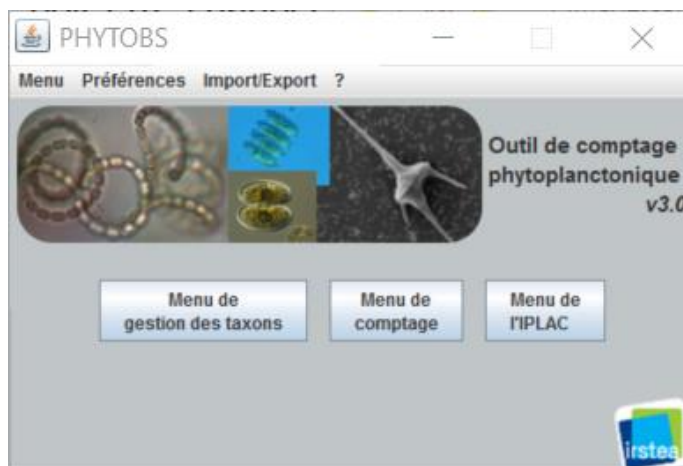 PHYTOBS
Menu Préférences Import/Export ?
Outil de comptage
phytoplanctonique
v3.0
Menu de
gestion des taxons
Menu de
comptage
Menu de
l'IPLAC
irstea